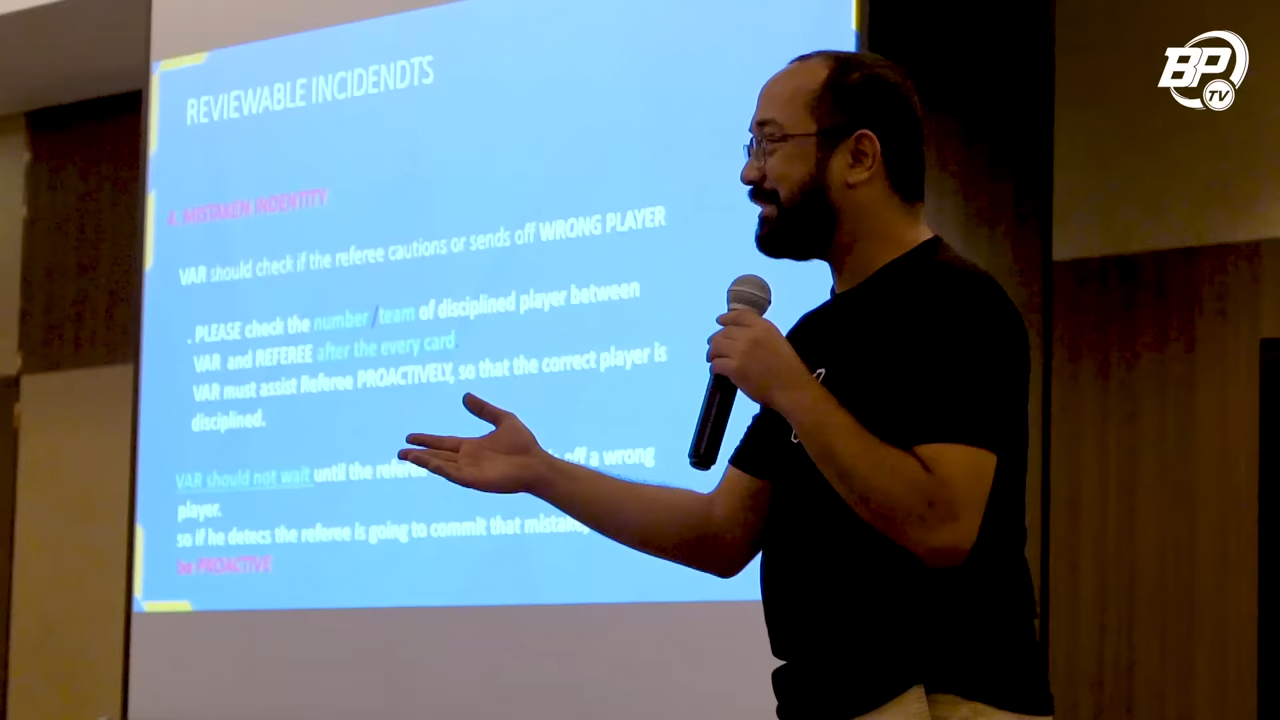 BP
TV
REVIEWABLE INCIDENDTS
4. MISTAKEN INDENTITY
VAR should check if the referee cautions or sends off WRONG PLAYER
. PLEASE check the number /team of disciplined player between
VAR and REFEREE after the every card.
VAR must assist Referee PROACTIVELY, so that the correct player is
disciplined.
VAR should not wait until the off a wrong
player.
so if he detecs the referee is going to commit that
be PROACTIVE